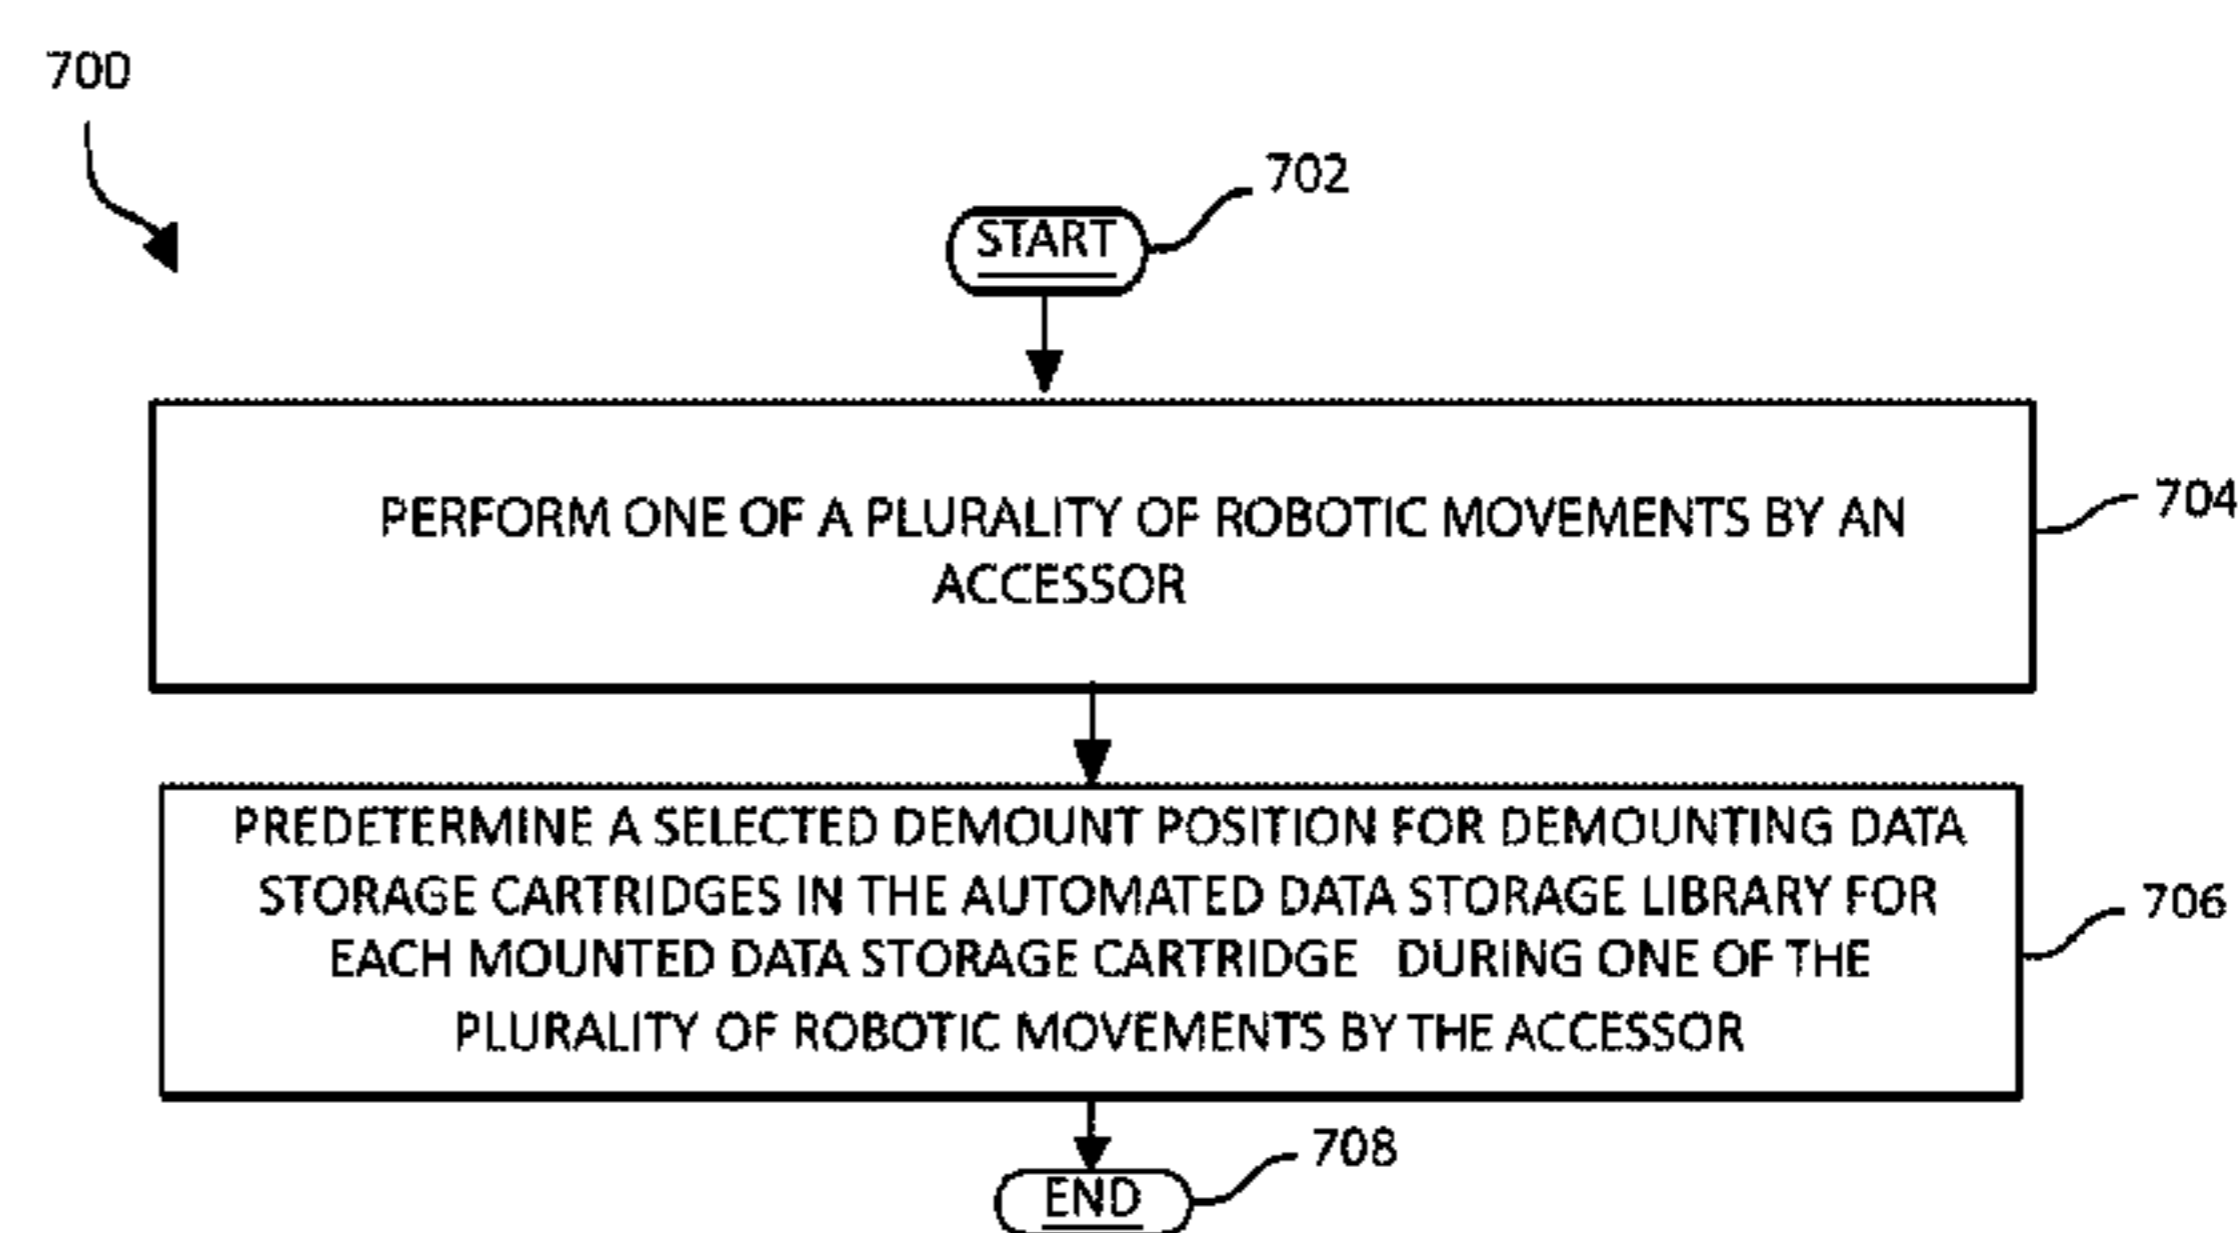 700
702
START
PERFORM ONE OF A PLURALITY OF ROBOTIC MOVEMENTS BY AN
ACCESSOR
704
PREDETERMINE A SELECTED DEMOUNT POSITION FOR DEMOUNTING DATA
STORAGE CARTRIDGES IN THE AUTOMATED DATA STORAGE LIBRARY FOR
EACH MOUNTED DATA STORAGE CARTRIDGE DURING ONE OF THE
PLURALITY OF ROBOTIC MOVEMENTS BY THE ACCESSOR
706
708
END